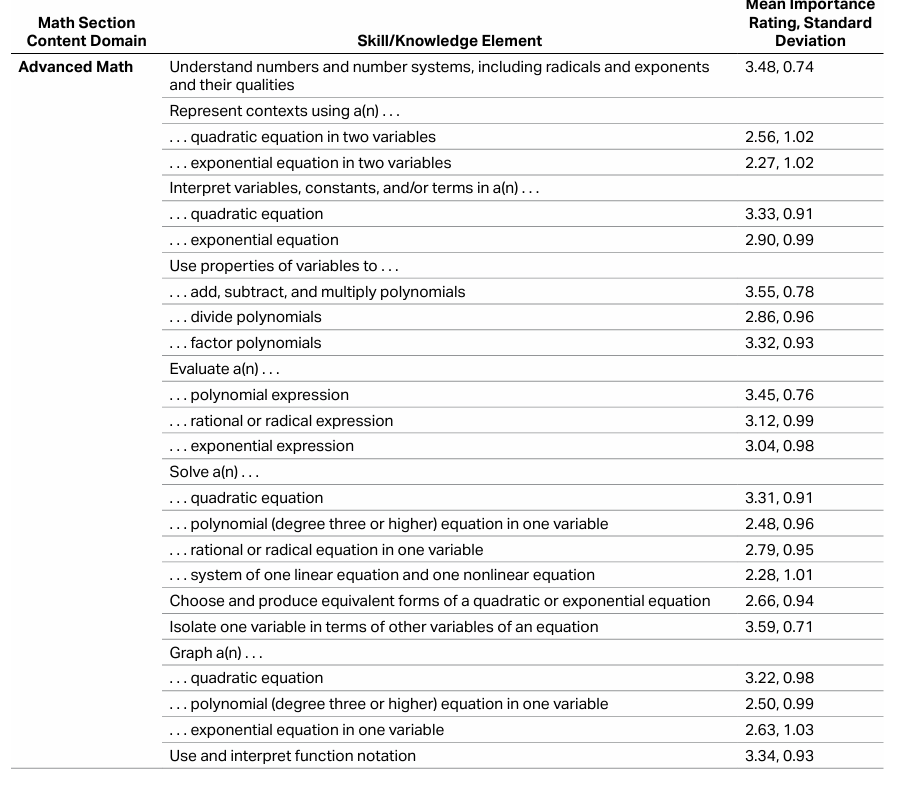 Mean Importance
Math Section Rating, Standard
Content Domain Skill/Knowledge Element Deviation
Advanced Math Understand numbers and number systems, including radicals and exponents 3.48, 0.74
and their qualities
Represent contexts using a(n) . . .
. . . quadratic equation in two variables 2.56, 1.02
. . . exponential equation in two variables 2.27, 1.02
Interpret variables, constants, and/or terms in a(n) . . .
. . . quadratic equation 3.33, 0.91
. . . exponential equation 2.90, 0.99
Use properties of variables to . . .
. . . add, subtract, and multiply polynomials 3.55, 0.78
. . . divide polynomials 2.86, 0.96
. . . factor polynomials 3.32, 0.93
Evaluate a(n) . . .
. . . polynomial expression 3.45, 0.76
. . . rational or radical expression 3.12, 0.99
. . . exponential expression 3.04, 0.98
Solve a(n) . . .
. . . quadratic equation 3.31, 0.91
. . . polynomial (degree three or higher) equation in one variable 2.48, 0.96
. . . rational or radical equation in one variable 2.79, 0.95
. . . system of one linear equation and one nonlinear equation 2.28, 1.01
Choose and produce equivalent forms of a quadratic or exponential equation 2.66, 0.94
Isolate one variable in terms of other variables of an equation 3.59, 0.71
Graph a(n) . . .
. . . quadratic equation 3.22, 0.98
. . . polynomial (degree three or higher) equation in one variable 2.50, 0.99
. . . exponential equation in one variable 2.63, 1.03
Use and interpret function notation 3.34, 0.93